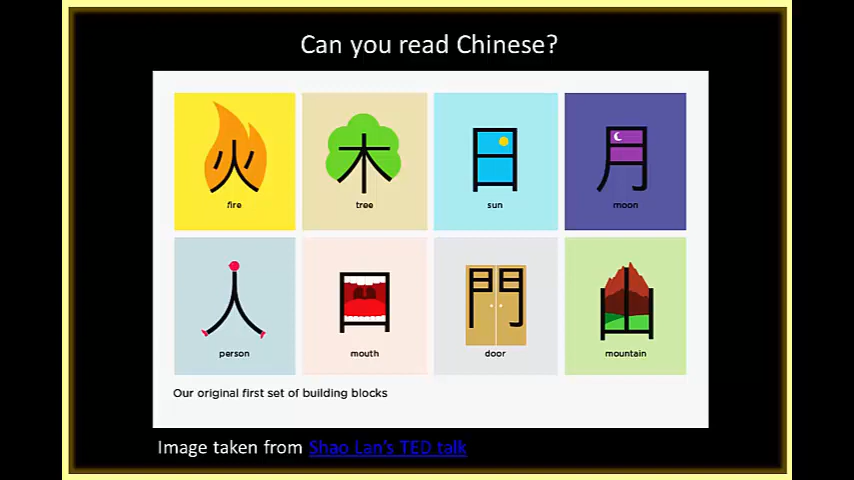 Can you read Chinese?
火 木 日 月
fire tree sun moon
人 口 門 山
person mouth door mountain
Our original first set of building blocks
Image taken from Shao Lan's TED talk